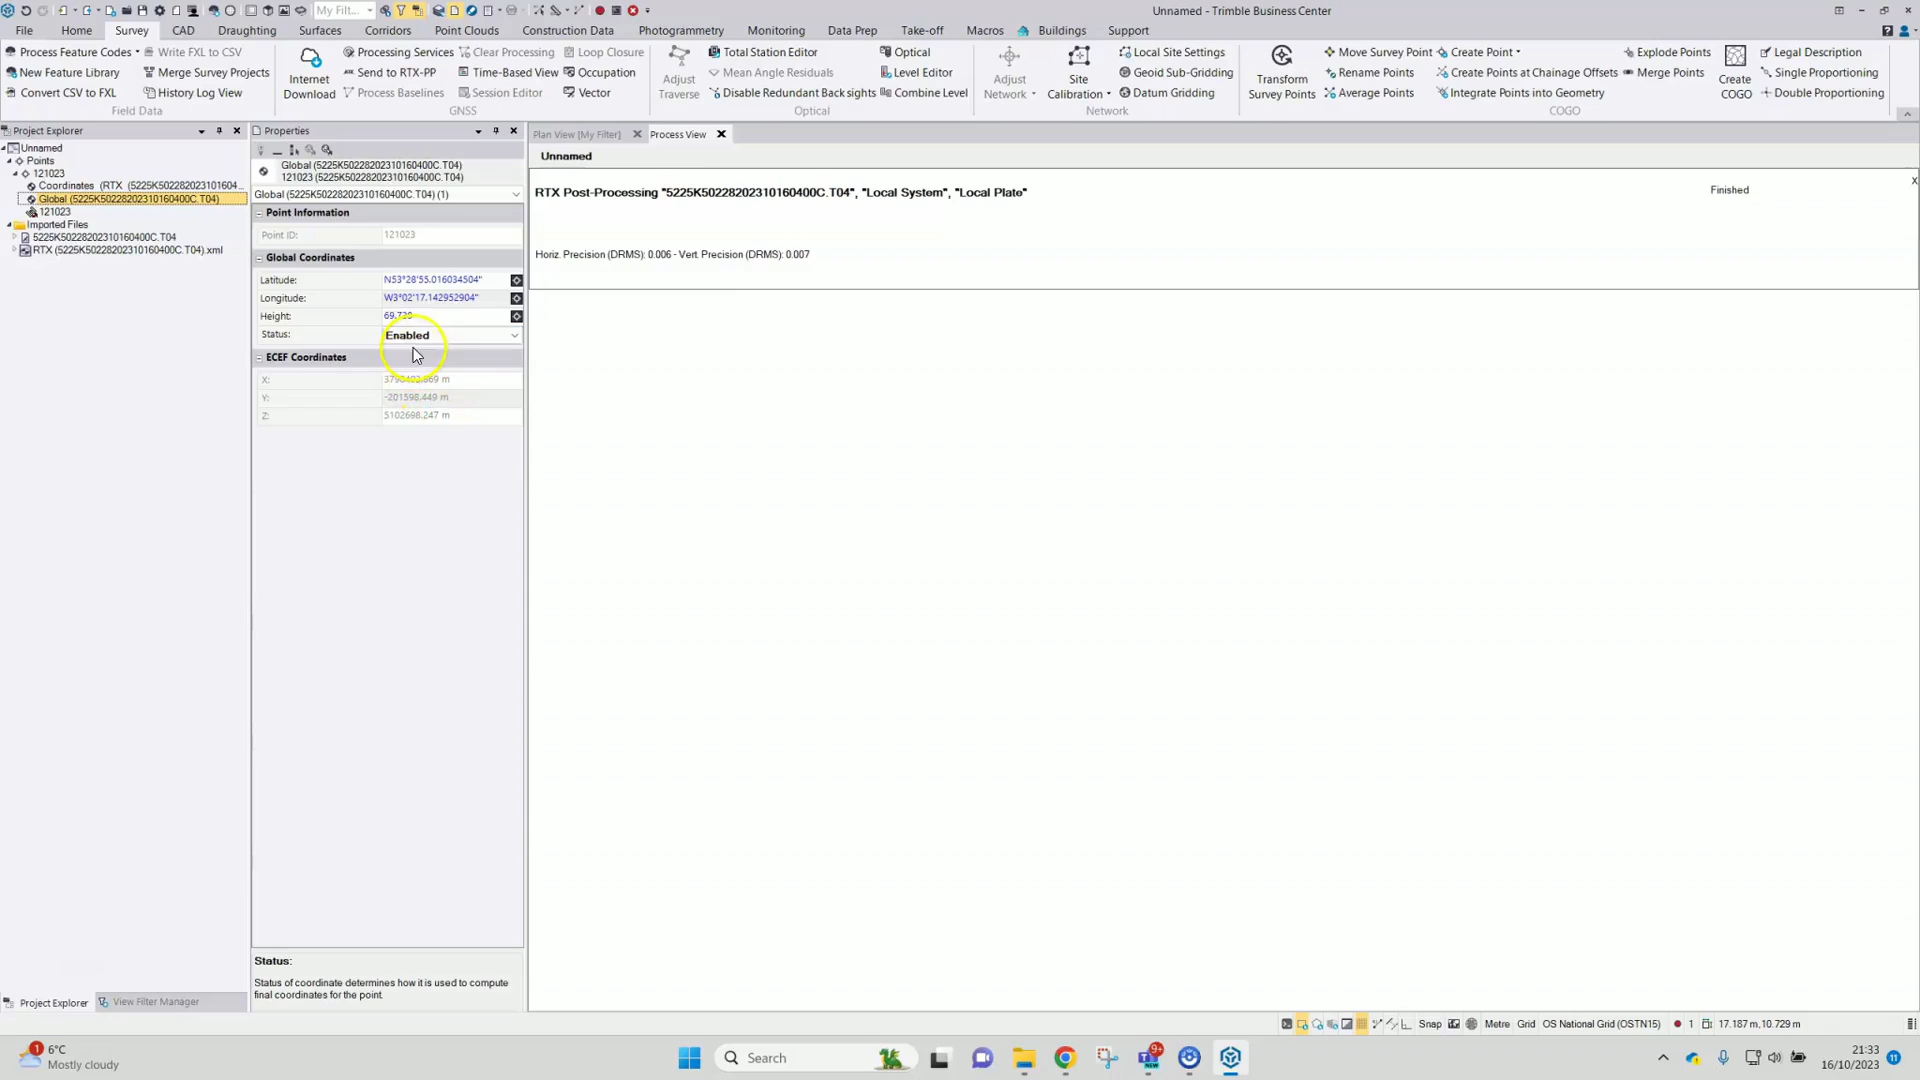 My Filt...
Unnamed - Trimble Business Center
File Home Survey CAD Draughting Surfaces Corridors Point Clouds Construction Data Photogrammetry Monitoring Data Prep Take-off Macros Buildings Support
Process Feature Codes Write FXL to CSV
New Feature Library Merge Survey Projects
Convert CSV to FXL History Log View
Field Data
Internet Download
Processing Services Clear Processing Loop Closure
Send to RTX-PP Time-Based View Occupation
Process Baselines Session Editor Vector
GNSS
Adjust Traverse
Total Station Editor Optical
Mean Angle Residuals Level Editor
Disable Redundant Back sights Combine Level
Optical
Adjust Network
Site Calibration
Local Site Settings
Geoid Sub-Gridding
Datum Gridding
Network
Transform Survey Points
Move Survey Point Create Point Explode Points
Rename Points Create Points at Chainage Offsets Merge Points
Average Points Integrate Points into Geometry
Create COGO
Legal Description
Single Proportioning
Double Proportioning
COGO
Project Explorer
Unnamed
Points
121023
Coordinates (RTX (5225K502282023101604...
Global (5225K50228202310160400C.T04)
121023
Imported Files
5225K50228202310160400C.T04
RTX (5225K50228202310160400C.T04).xml
Properties
Global (5225K50228202310160400C.T04)
121023 (5225K50228202310160400C.T04)
Global (5225K50228202310160400C.T04) (1)
Point Information
Point ID: 121023
Global Coordinates
Latitude: N53°28'55.016034504"
Longitude: W3°02'17.142952904"
Height:
Status: Enabled
ECEF Coordinates
X:
Y: -201598.449 m
Z: 5102698.247 m
Status:
Status of coordinate determines how it is used to compute
final coordinates for the point.
Plan View [My Filter] Process View
Unnamed
RTX Post-Processing "5225K50228202310160400C.T04", "Local System", "Local Plate"
Finished
X
Horiz. Precision (DRMS): 0.006 - Vert. Precision (DRMS): 0.007
Project Explorer View Filter Manager
Snap Metre Grid OS National Grid (OSTN15) 1 17.187 m,10.729 m
1
6°C
Mostly cloudy
Search
9+
NEW
21:33
16/10/2023
11